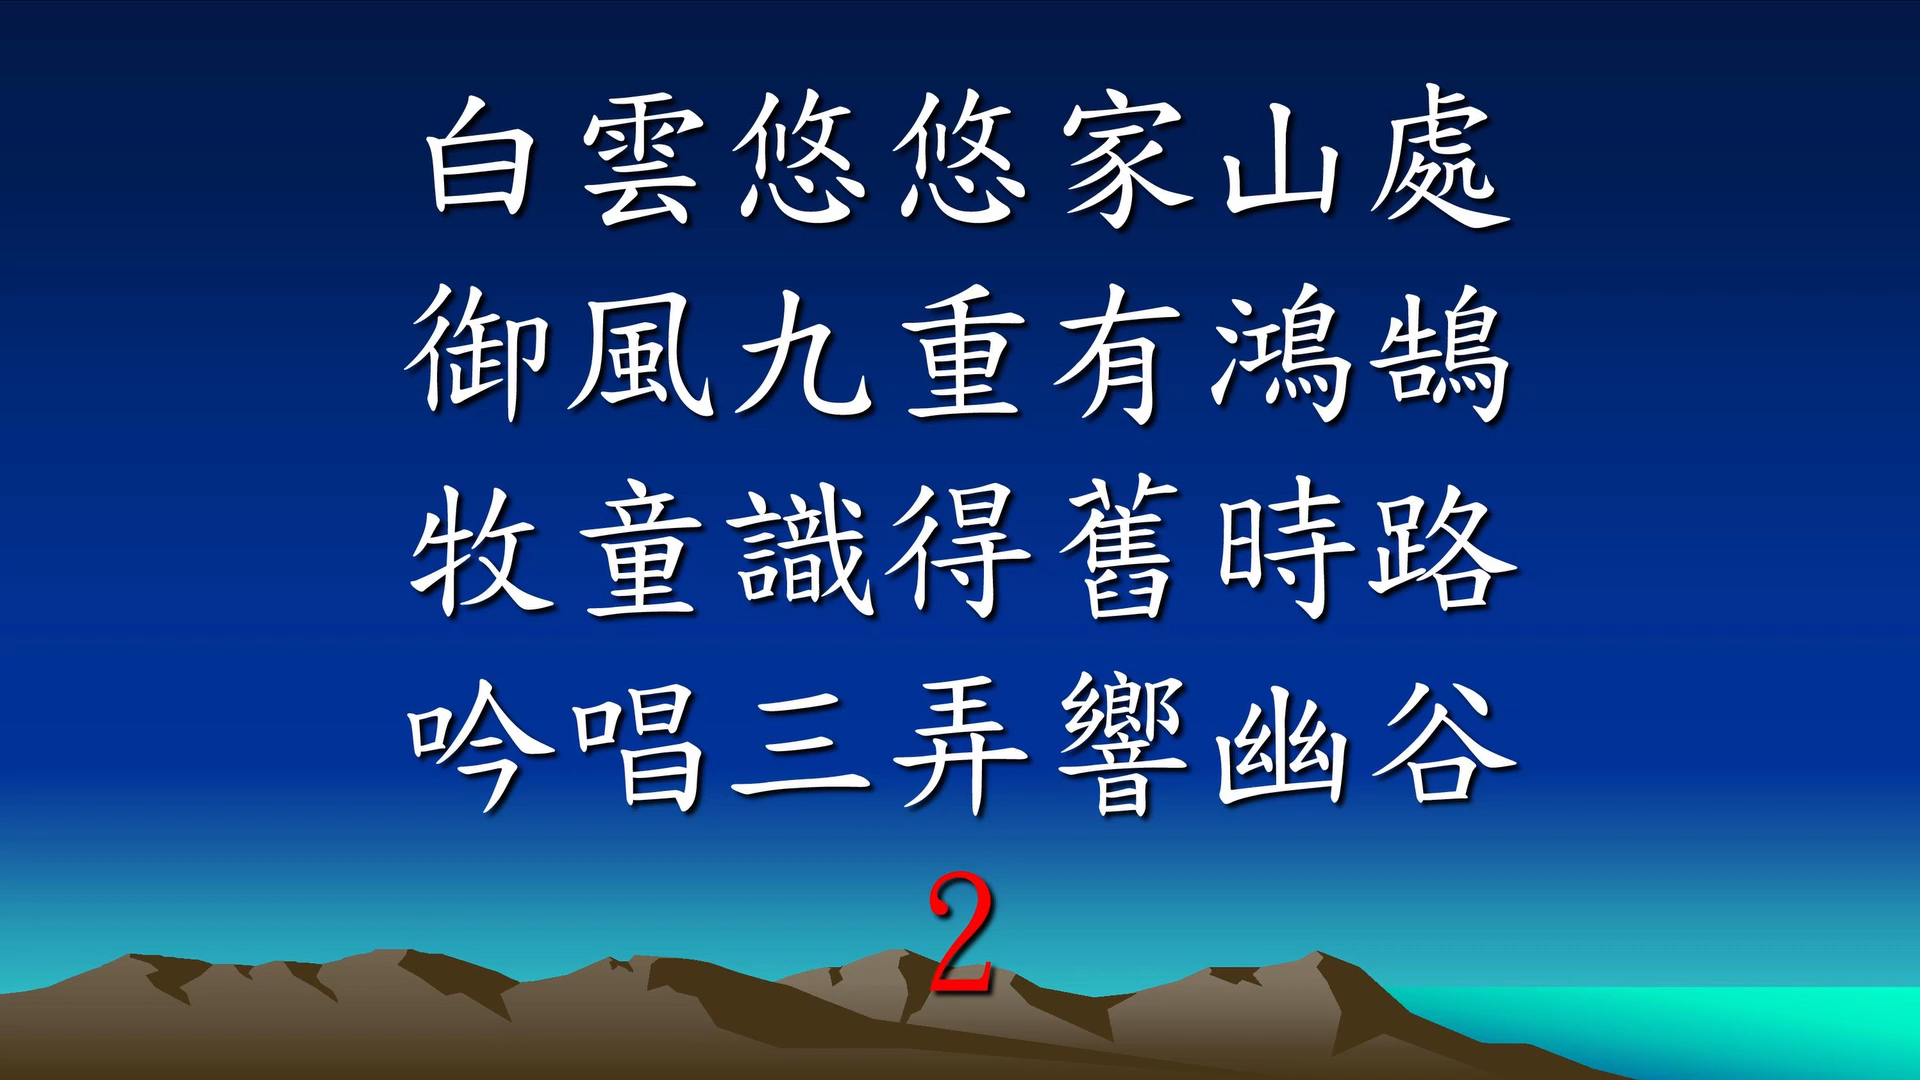 白雲悠悠家山處
御風九重有鴻鵠
牧童識得舊時路
吟唱三弄響幽谷
2